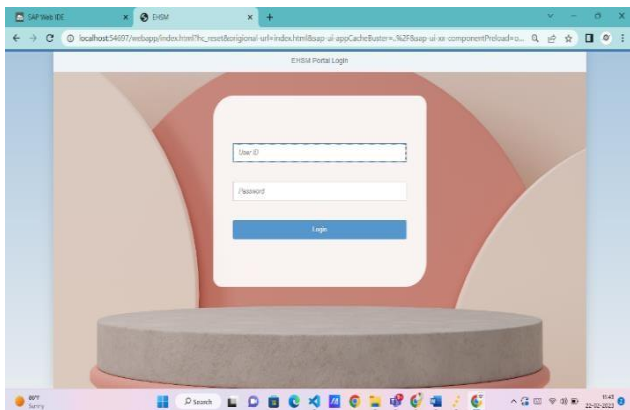 SAP Web IDE
EHSM
localhost:54697/webapp/index.html?hc_reset&origional-url=index.html&sap-ui-appCacheBuster=..%2F&sap-ui-xx-componentPreload=o...
EHSM Portal Login
User ID
Password
Login
Sunny
Search
11:43
22-02-2023